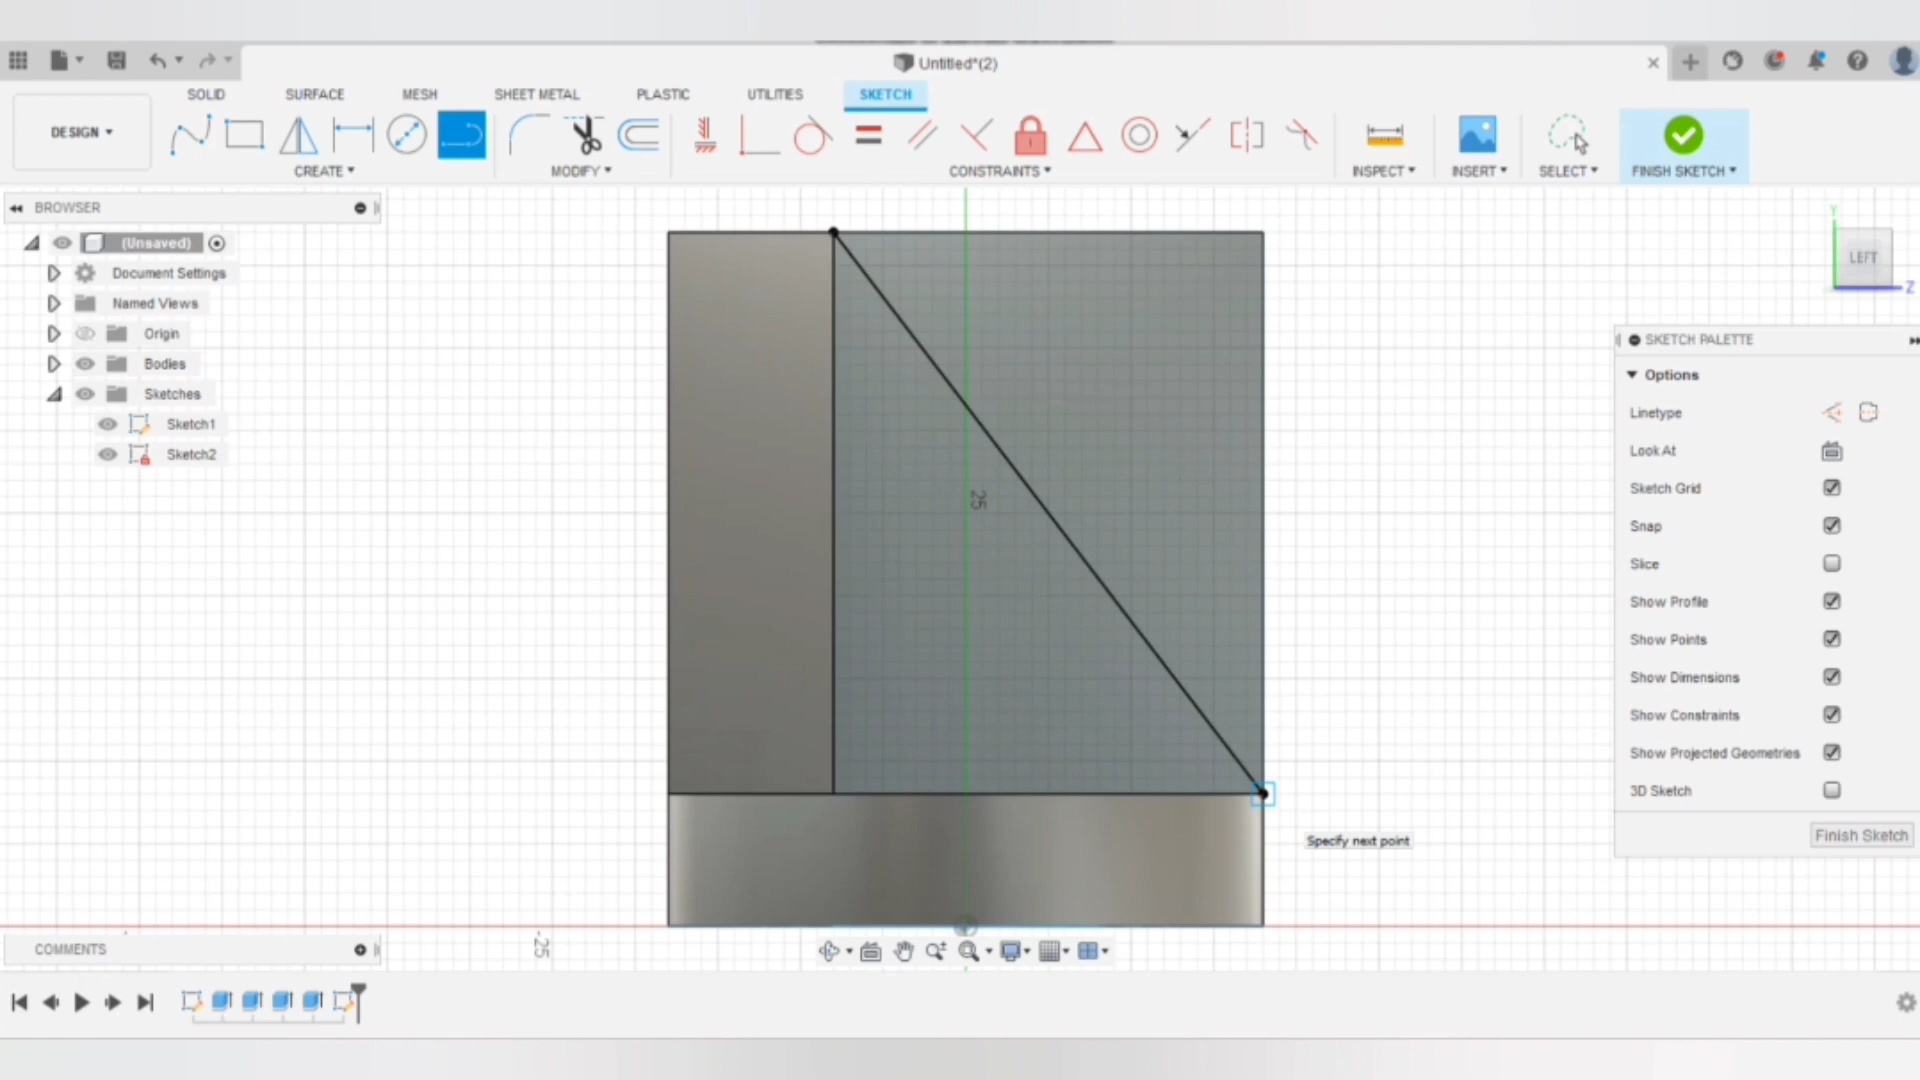 Untitled*(2)
SOLID
SURFACE
MESH
SHEET METAL
PLASTIC
UTILITIES
SKETCH
DESIGN
CREATE
MODIFY
CONSTRAINTS
INSPECT
INSERT
SELECT
FINISH SKETCH
BROWSER
(Unsaved)
Document Settings
Named Views
Origin
Bodies
Sketches
Sketch1
Sketch2
Y
LEFT
Z
25
Specify next point
-25
SKETCH PALETTE
Options
Linetype
Look At
Sketch Grid
Snap
Slice
Show Profile
Show Points
Show Dimensions
Show Constraints
Show Projected Geometries
3D Sketch
Finish Sketch
COMMENTS